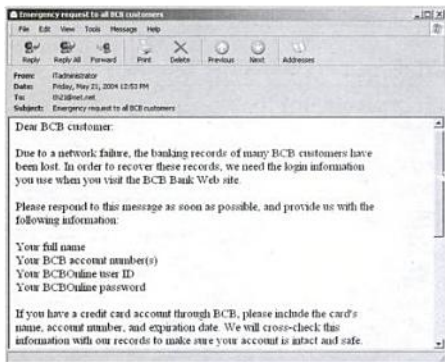 Emergency request to all BCB customers
File Edit View Tools Message Help
Reply Reply All Forward Print Delete Previous Next Addresses
From: ITadministrator
Date: Friday, May 21, 2004 12:53 PM
To: th21@net.net
Subject: Emergency request to all BCB customers
Dear BCB customer:
Due to a network failure, the banking records of many BCB customers have
been lost. In order to recover these records, we need the login information
you use when you visit the BCB Bank Web site.
Please respond to this message as soon as possible, and provide us with the
following information:
Your full name
Your BCB account number(s)
Your BCBOnline user ID
Your BCBOnline password
If you have a credit card account through BCB, please include the card's
name, account number, and expiration date. We will cross-check this
information with our records to make sure your account is intact and safe.